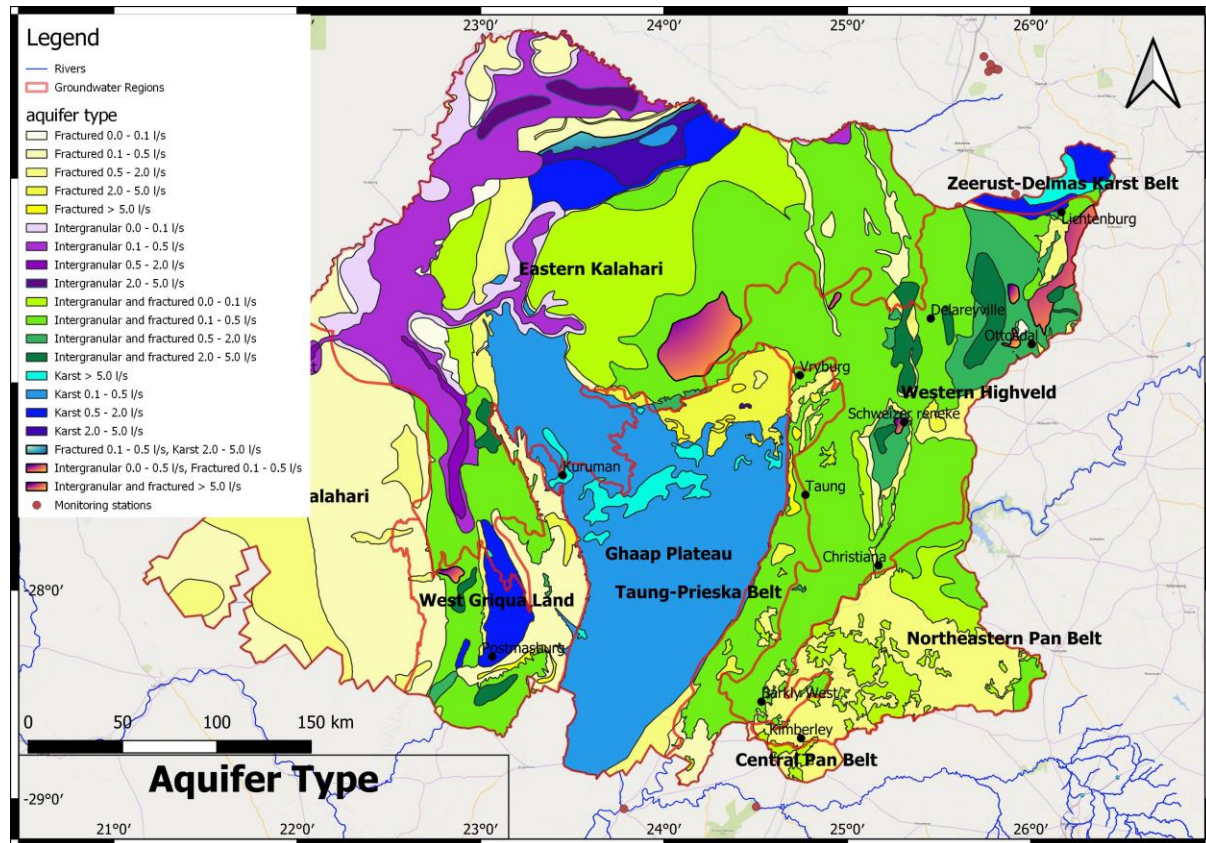 23°0'
24°0'
25°0'
26°0'
Legend
Rivers
Groundwater Regions
aquifer type
Fractured 0.0 - 0.1 l/s
Fractured 0.1 - 0.5 l/s
Fractured 0.5 - 2.0 l/s
Fractured 2.0 - 5.0 l/s
Fractured > 5.0 l/s
Intergranular 0.0 - 0.1 l/s
Intergranular 0.1 - 0.5 l/s
Intergranular 0.5 - 2.0 l/s
Intergranular 2.0 - 5.0 l/s
Intergranular and fractured 0.0 - 0.1 l/s
Intergranular and fractured 0.1 - 0.5 l/s
Intergranular and fractured 0.5 - 2.0 l/s
Intergranular and fractured 2.0 - 5.0 l/s
Karst > 5.0 l/s
Karst 0.1 - 0.5 l/s
Karst 0.5 - 2.0 l/s
Karst 2.0 - 5.0 l/s
Fractured 0.1 - 0.5 l/s, Karst 2.0 - 5.0 l/s
Intergranular 0.0 - 0.5 l/s, Fractured 0.1 - 0.5 l/s
Intergranular and fractured > 5.0 l/s
Monitoring stations
Zeerust-Delmas Karst Belt
Lichtenburg
Eastern Kalahari
Delareyville
Ottosdal
Vryburg
Western Highveld
Schweizer reneke
Kuruman
Taung
alahari
Ghaap Plateau
Christiana
-28°0'
West Griqua Land
Taung-Prieska Belt
Northeastern Pan Belt
Postmasburg
Barkly West
Kimberley
Central Pan Belt
0 50 100 150 km
Aquifer Type
-29°0'
21°0'
22°0'
23°0'
24°0'
25°0'
26°0'